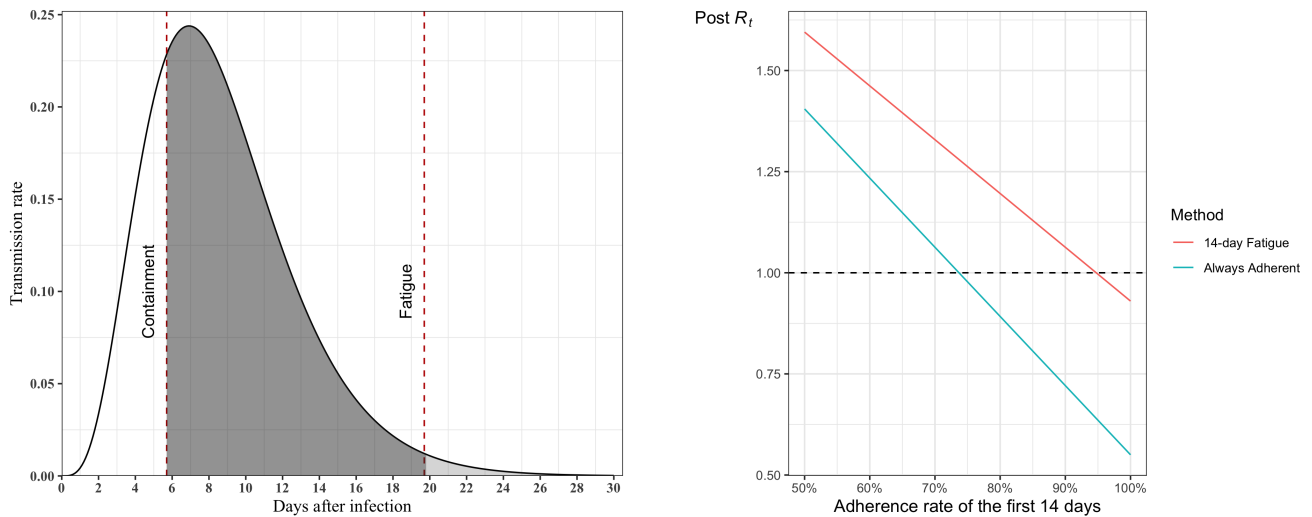 0.25
0.20
0.15
0.10
0.05
0.00
Transmission rate
Containment
Fatigue
0 2 4 6 8 10 12 14 16 18 20 22 24 26 28 30
Days after infection
Post Rt
1.50
1.25
1.00
0.75
0.50
50% 60% 70% 80% 90% 100%
Adherence rate of the first 14 days
Method
14-day Fatigue
Always Adherent